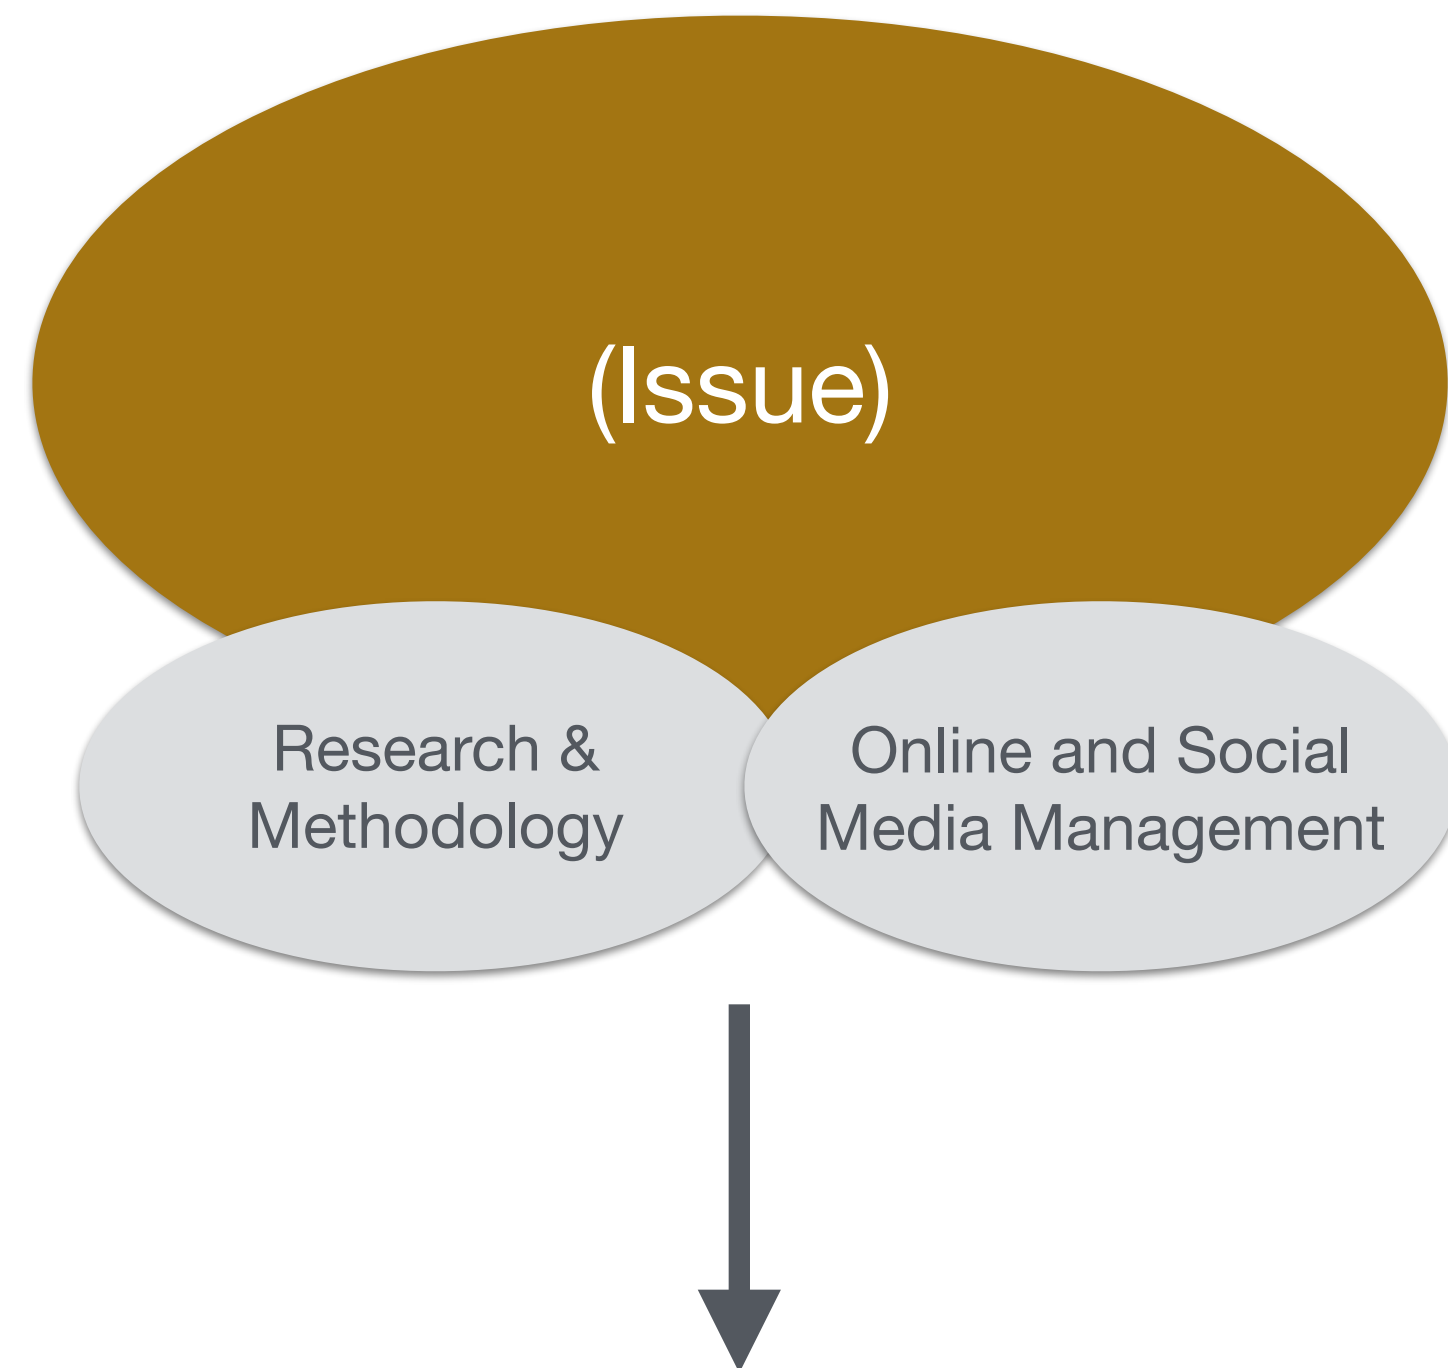 (Issue)
Research &
Methodology
Online and Social
Media Management